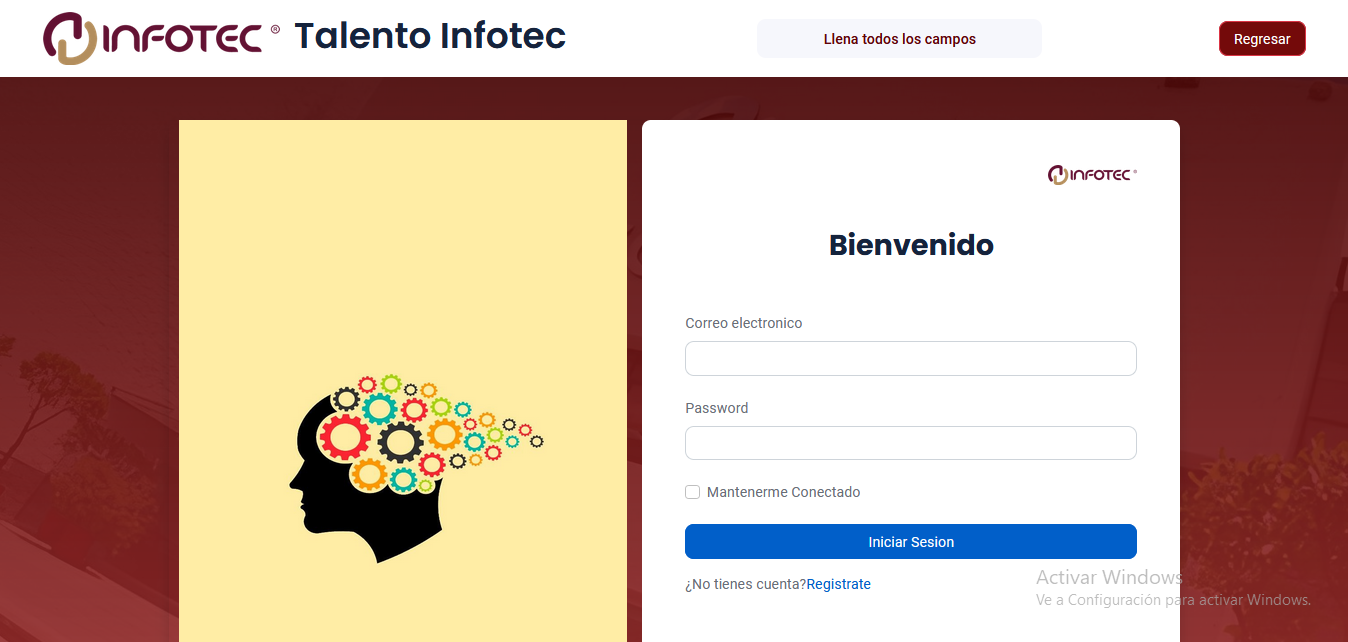 INFOTEC ®
Talento Infotec
Llena todos los campos
Regresar
INFOTEC ®
Bienvenido
Correo electronico
Password
Mantenerme Conectado
Iniciar Sesion
¿No tienes cuenta?Registrate
Activar Windows
Ve a Configuración para activar Windows.